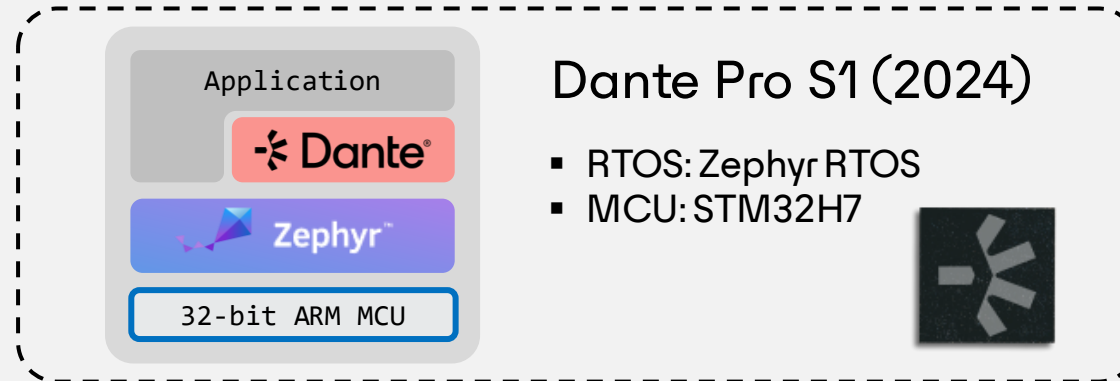 Application
Dante®
Zephyr™
32-bit ARM MCU
Dante Pro S1 (2024)
▪ RTOS: Zephyr RTOS
▪ MCU: STM32H7